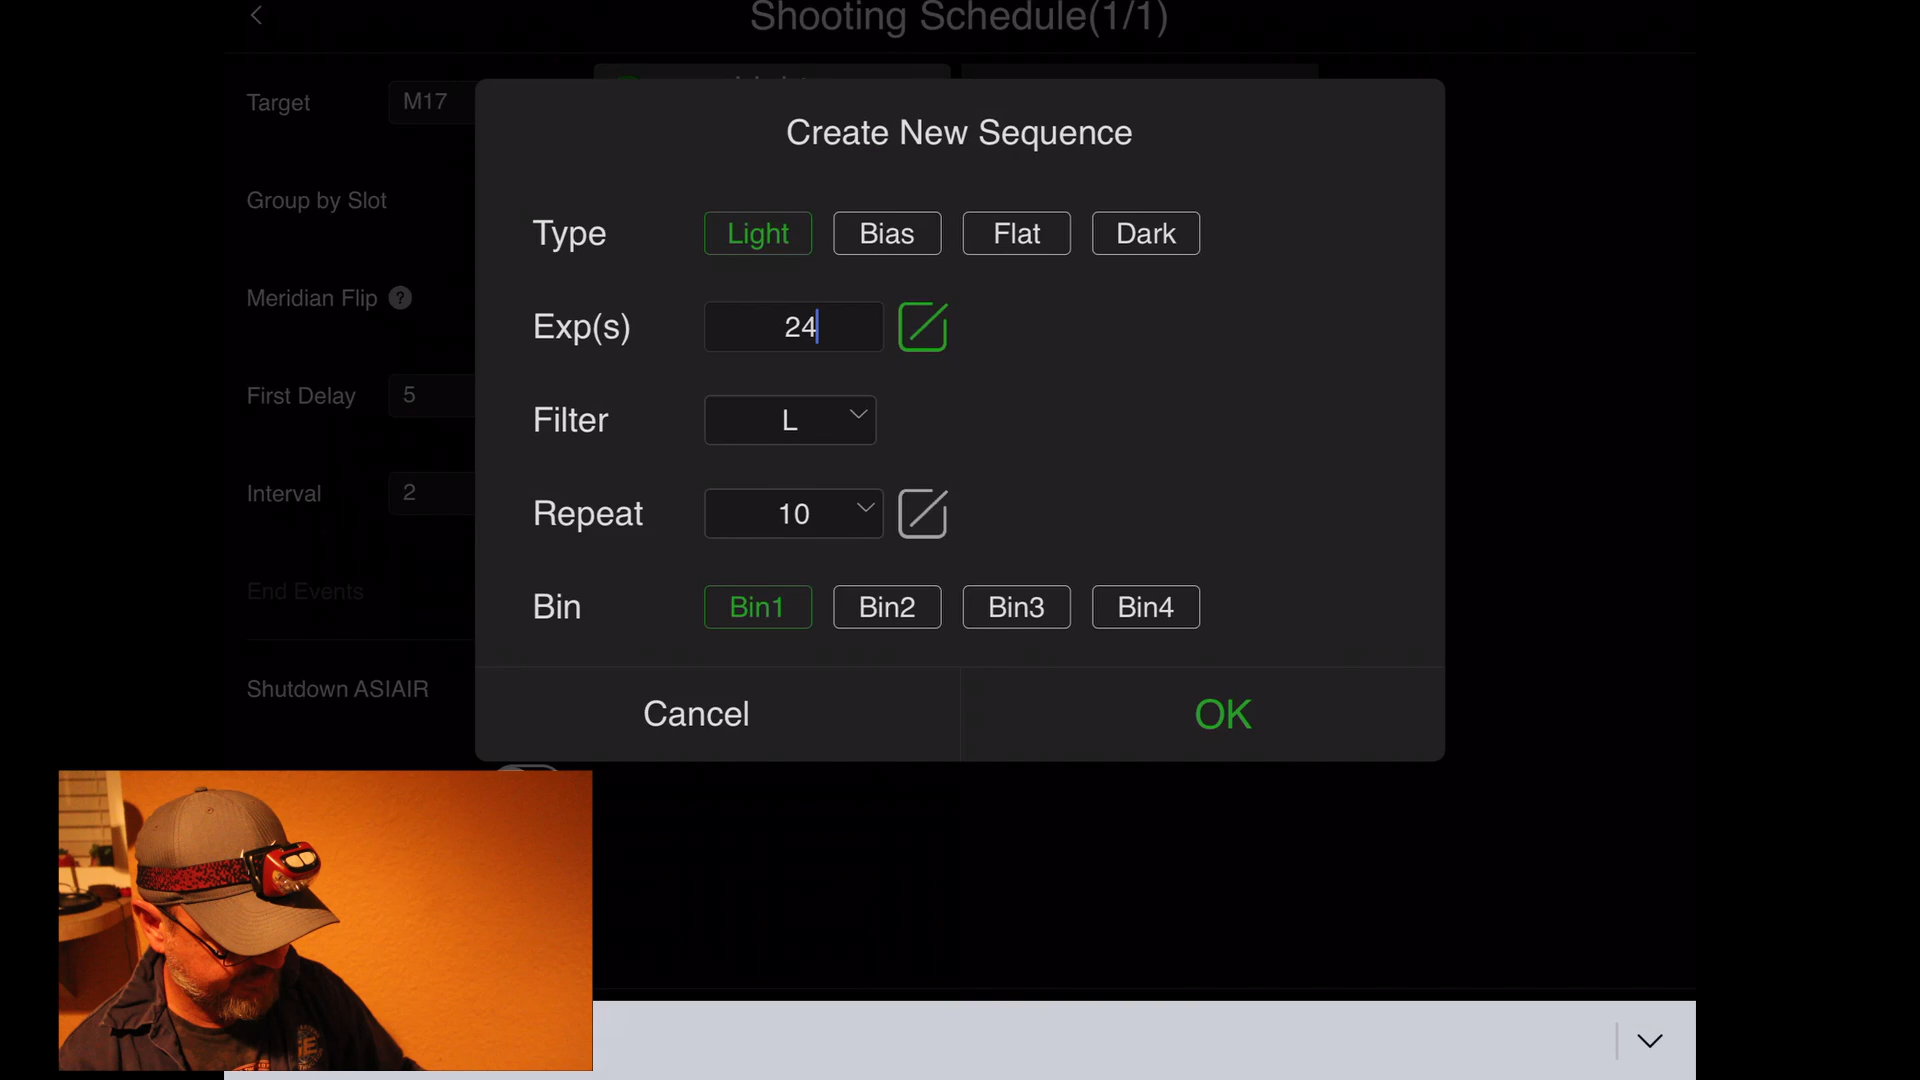 Shooting Schedule(1/1)
Target M17
Group by Slot
Meridian Flip ?
First Delay 5
Interval 2
End Events
Shutdown ASIAIR
Create New Sequence
Type Light Bias Flat Dark
Exp(s) 24
Filter L
Repeat 10
Bin Bin1 Bin2 Bin3 Bin4
Cancel OK